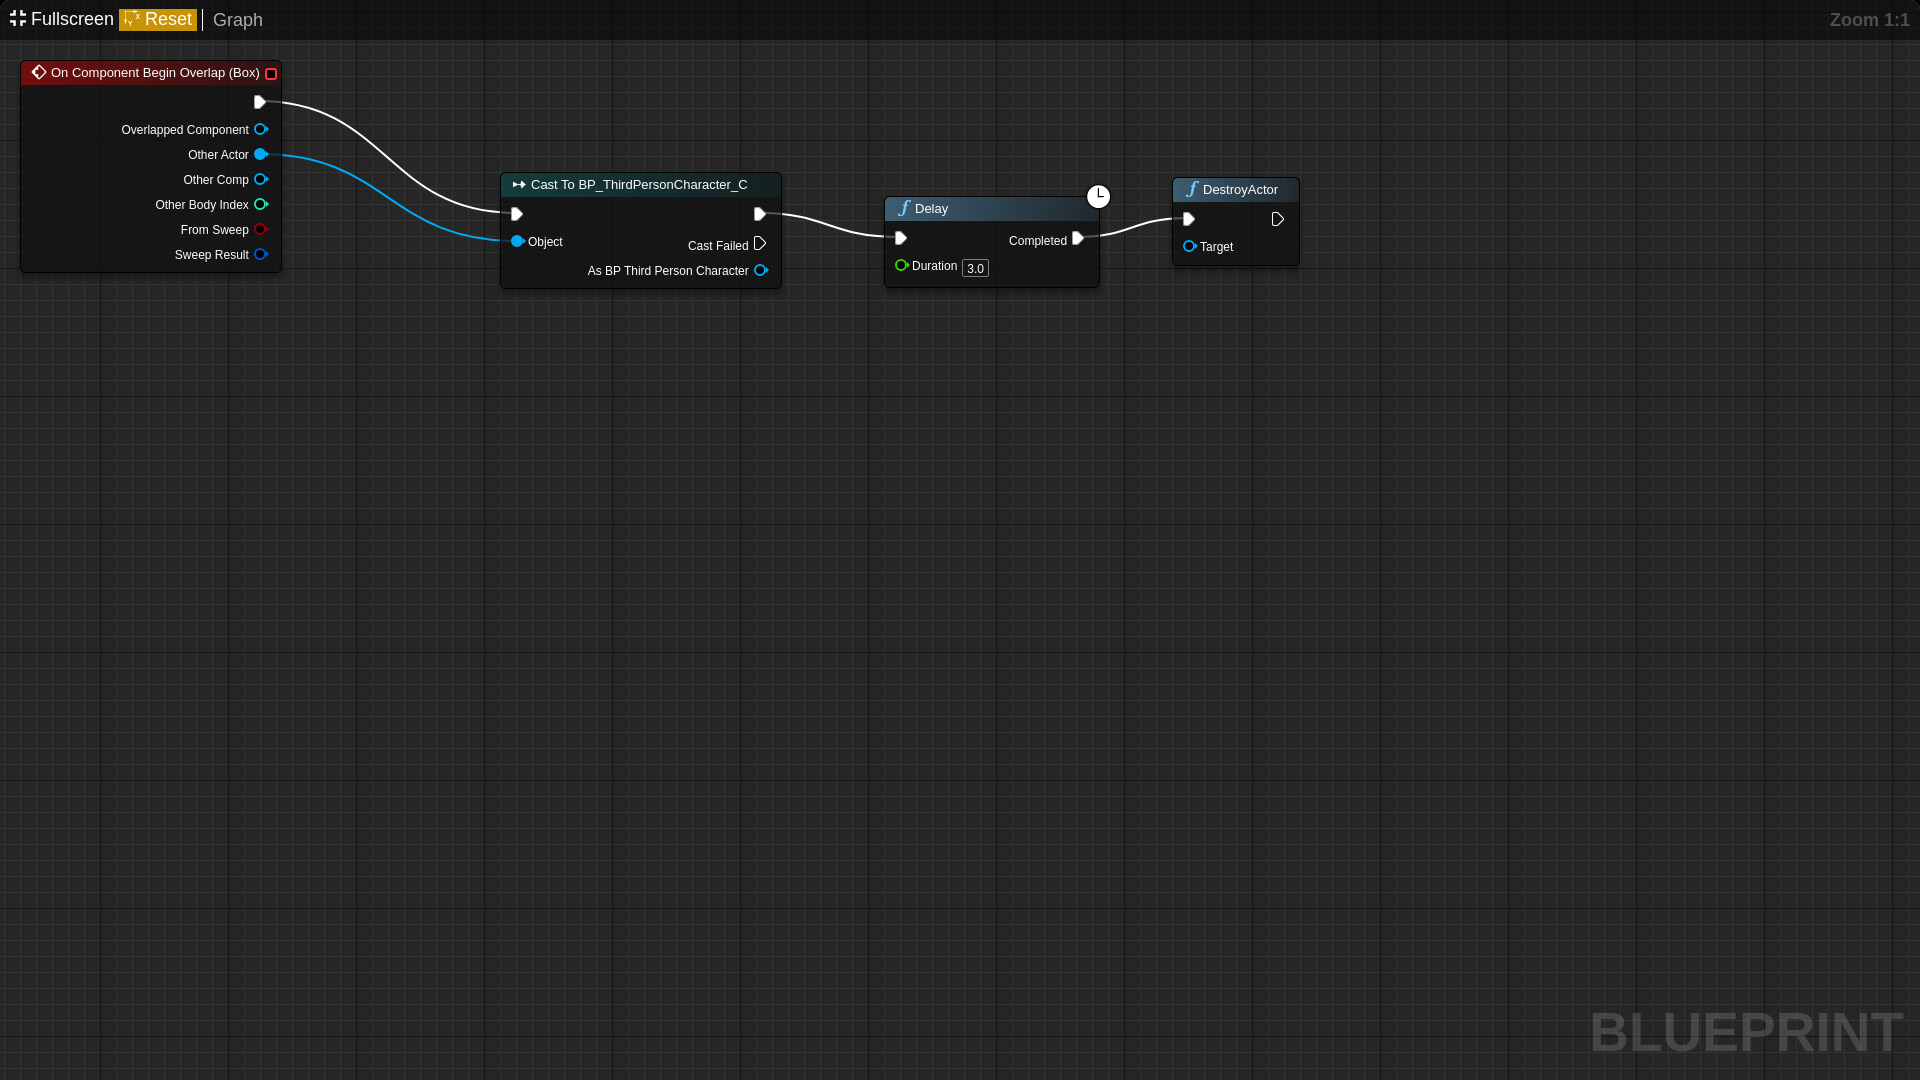 Fullscreen Reset Graph Zoom 1:1
On Component Begin Overlap (Box)
Overlapped Component
Other Actor
Other Comp
Other Body Index
From Sweep
Sweep Result
Cast To BP_ThirdPersonCharacter_C
Object
Cast Failed
As BP Third Person Character
Delay
Completed
Duration 3.0
DestroyActor
Target
BLUEPRINT